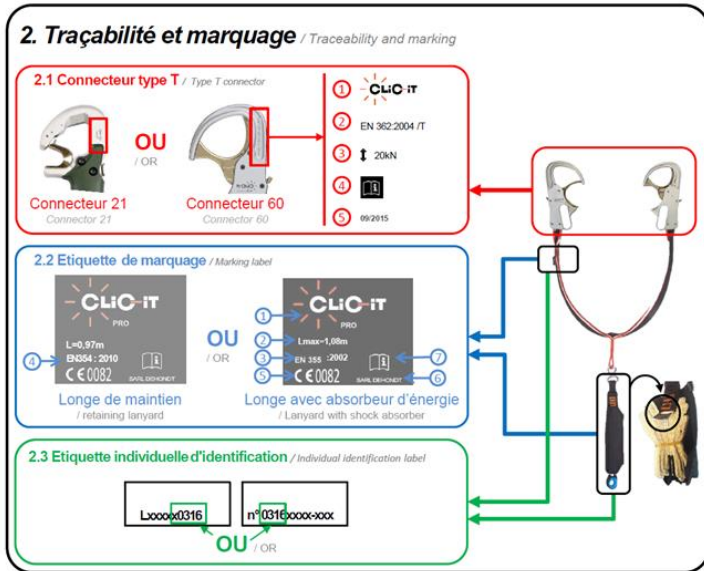 2. Traçabilité et marquage / Traceability and marking
2.1 Connecteur type T / Type T connector
OU
/ OR
Connecteur 21
Connector 21
Connecteur 60
Connector 60
1 CLiC-iT
2 EN 362:2004 /T
3 20kN
4
5 09/2015
2.2 Etiquette de marquage / Marking label
CLiC-iT
PRO
L=0,97m
4 EN354 : 2010
CE0082 SARL DEHONDT
Longe de maintien
/ retaining lanyard
OU
/ OR
CLiC-iT
1
PRO
2 Lmax=1,08m
3 EN 355 :2002 7
5 CE0082 SARL DEHONDT 6
Longe avec absorbeur d'énergie
/ Lanyard with shock absorber
2.3 Etiquette individuelle d'identification / Individual identification label
Lxxxxx0316
n° 0316xxxx-xxx
OU / OR